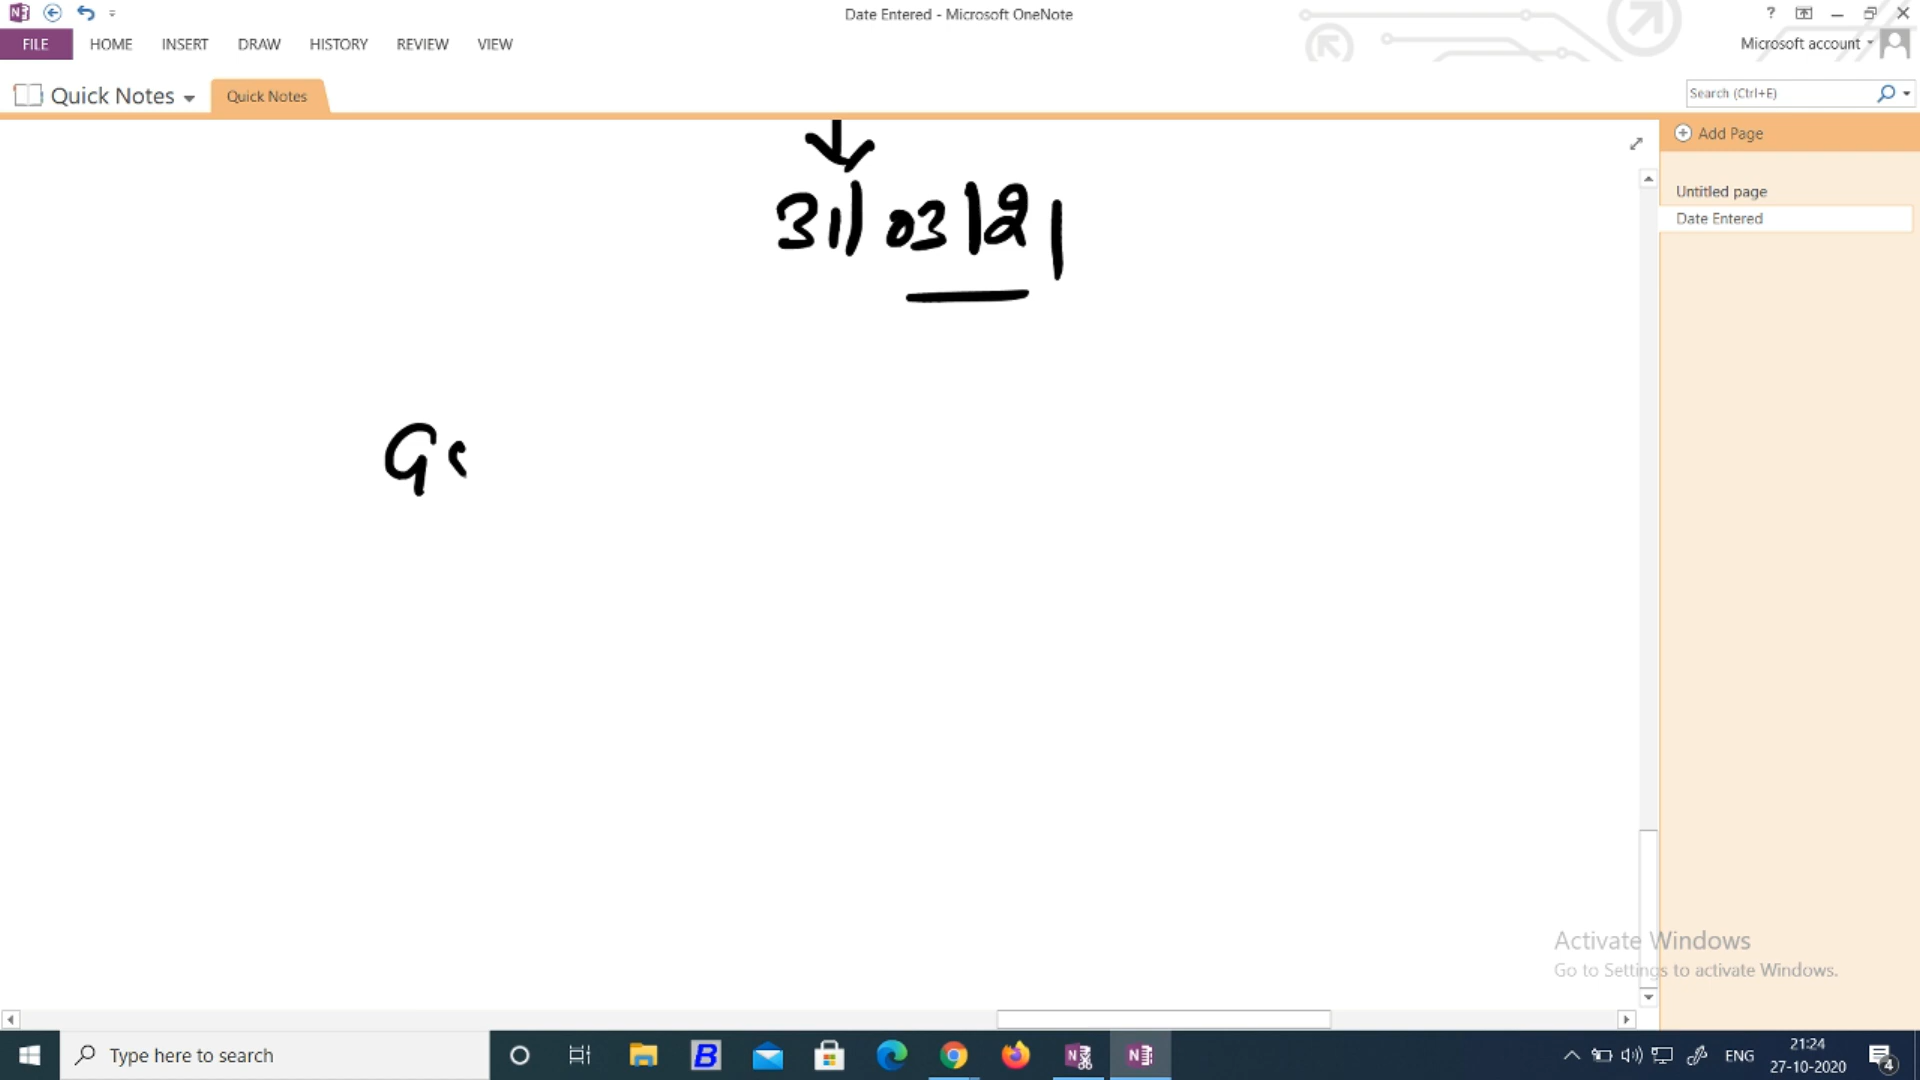 Date Entered - Microsoft OneNote
?
FILE HOME INSERT DRAW HISTORY REVIEW VIEW
Microsoft account
Quick Notes
Quick Notes
Search (Ctrl+E)
Add Page
Untitled page
Date Entered
31/03/21
Activate Windows
Go to Settings to activate Windows.
Type here to search
B
ENG
21:24
27-10-2020
4